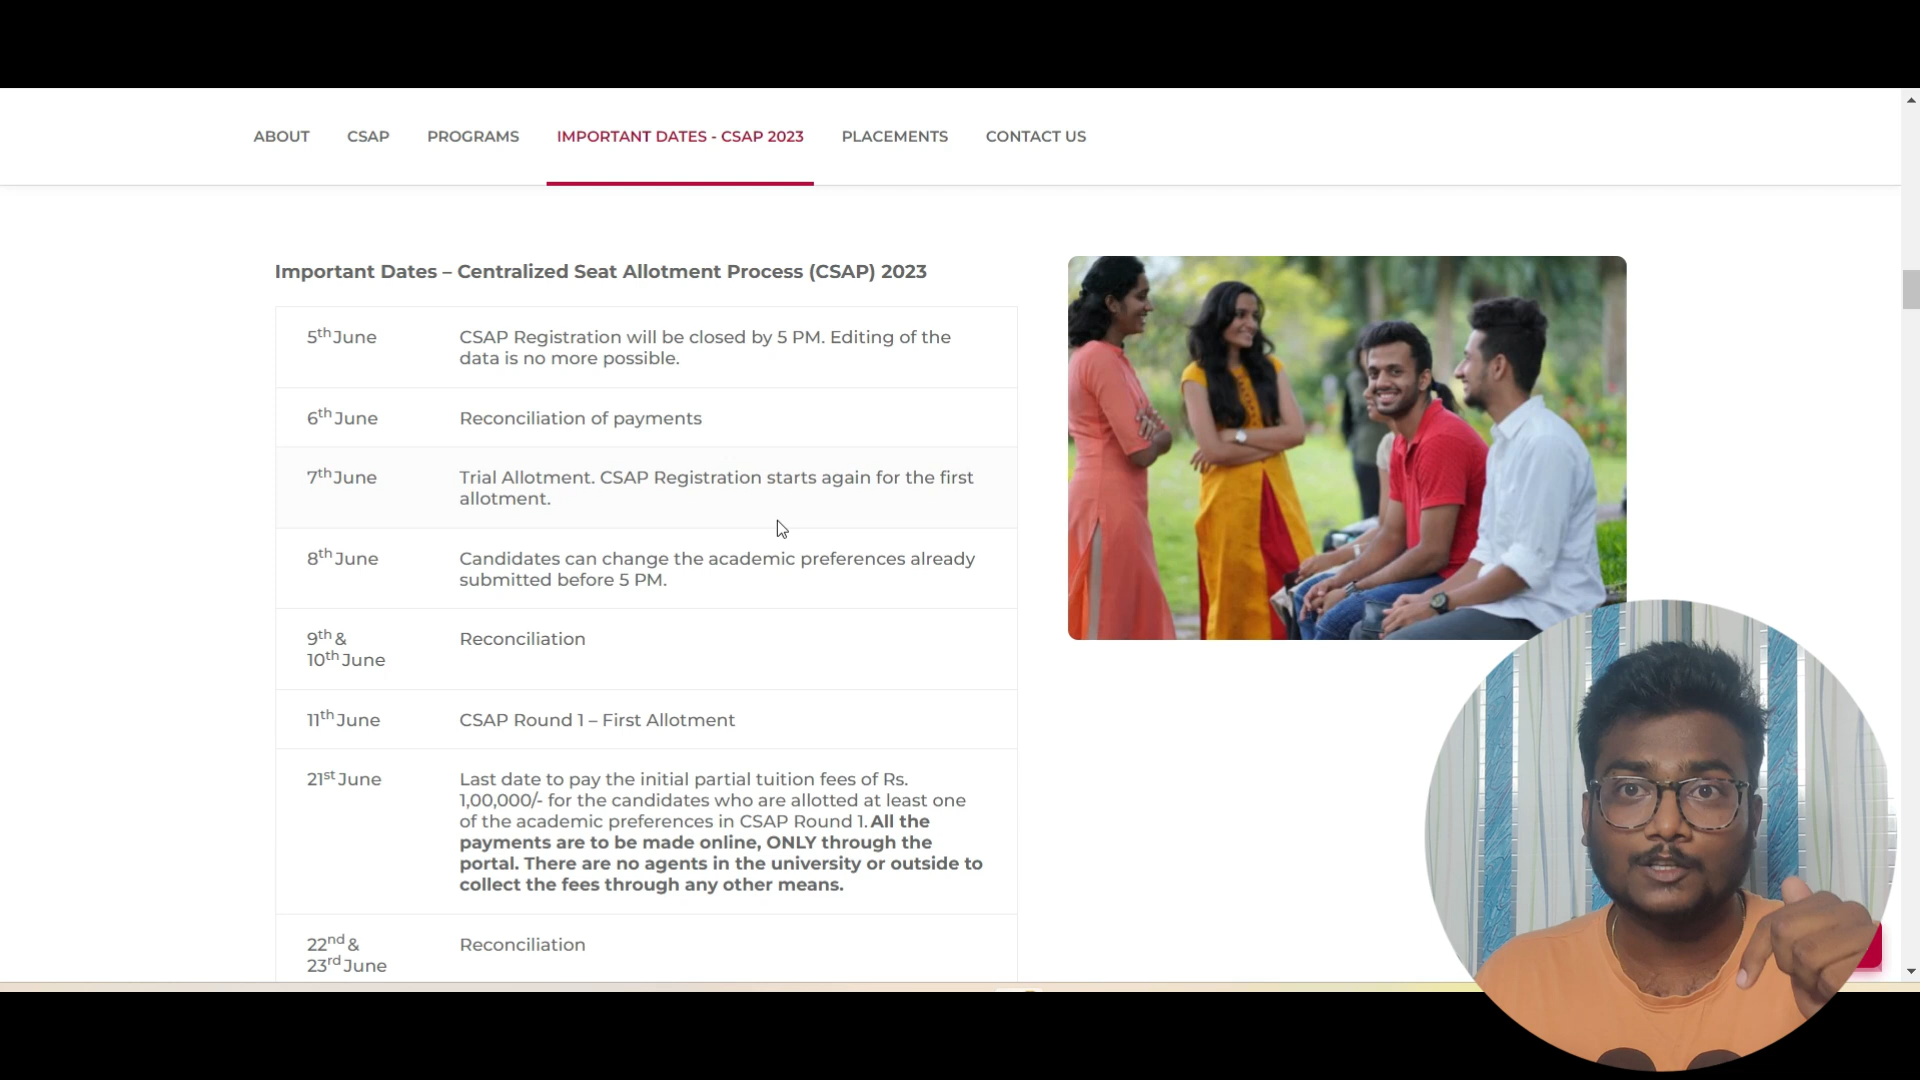 ABOUT CSAP PROGRAMS IMPORTANT DATES - CSAP 2023 PLACEMENTS CONTACT US
Important Dates – Centralized Seat Allotment Process (CSAP) 2023
5th June CSAP Registration will be closed by 5 PM. Editing of the
data is no more possible.
6th June Reconciliation of payments
7th June Trial Allotment. CSAP Registration starts again for the first
allotment.
8th June Candidates can change the academic preferences already
submitted before 5 PM.
9th & Reconciliation
10th June
11th June CSAP Round 1 – First Allotment
21st June Last date to pay the initial partial tuition fees of Rs.
1,00,000/- for the candidates who are allotted at least one
of the academic preferences in CSAP Round 1. All the
payments are to be made online, ONLY through the
portal. There are no agents in the university or outside to
collect the fees through any other means.
22nd & Reconciliation
23rd June